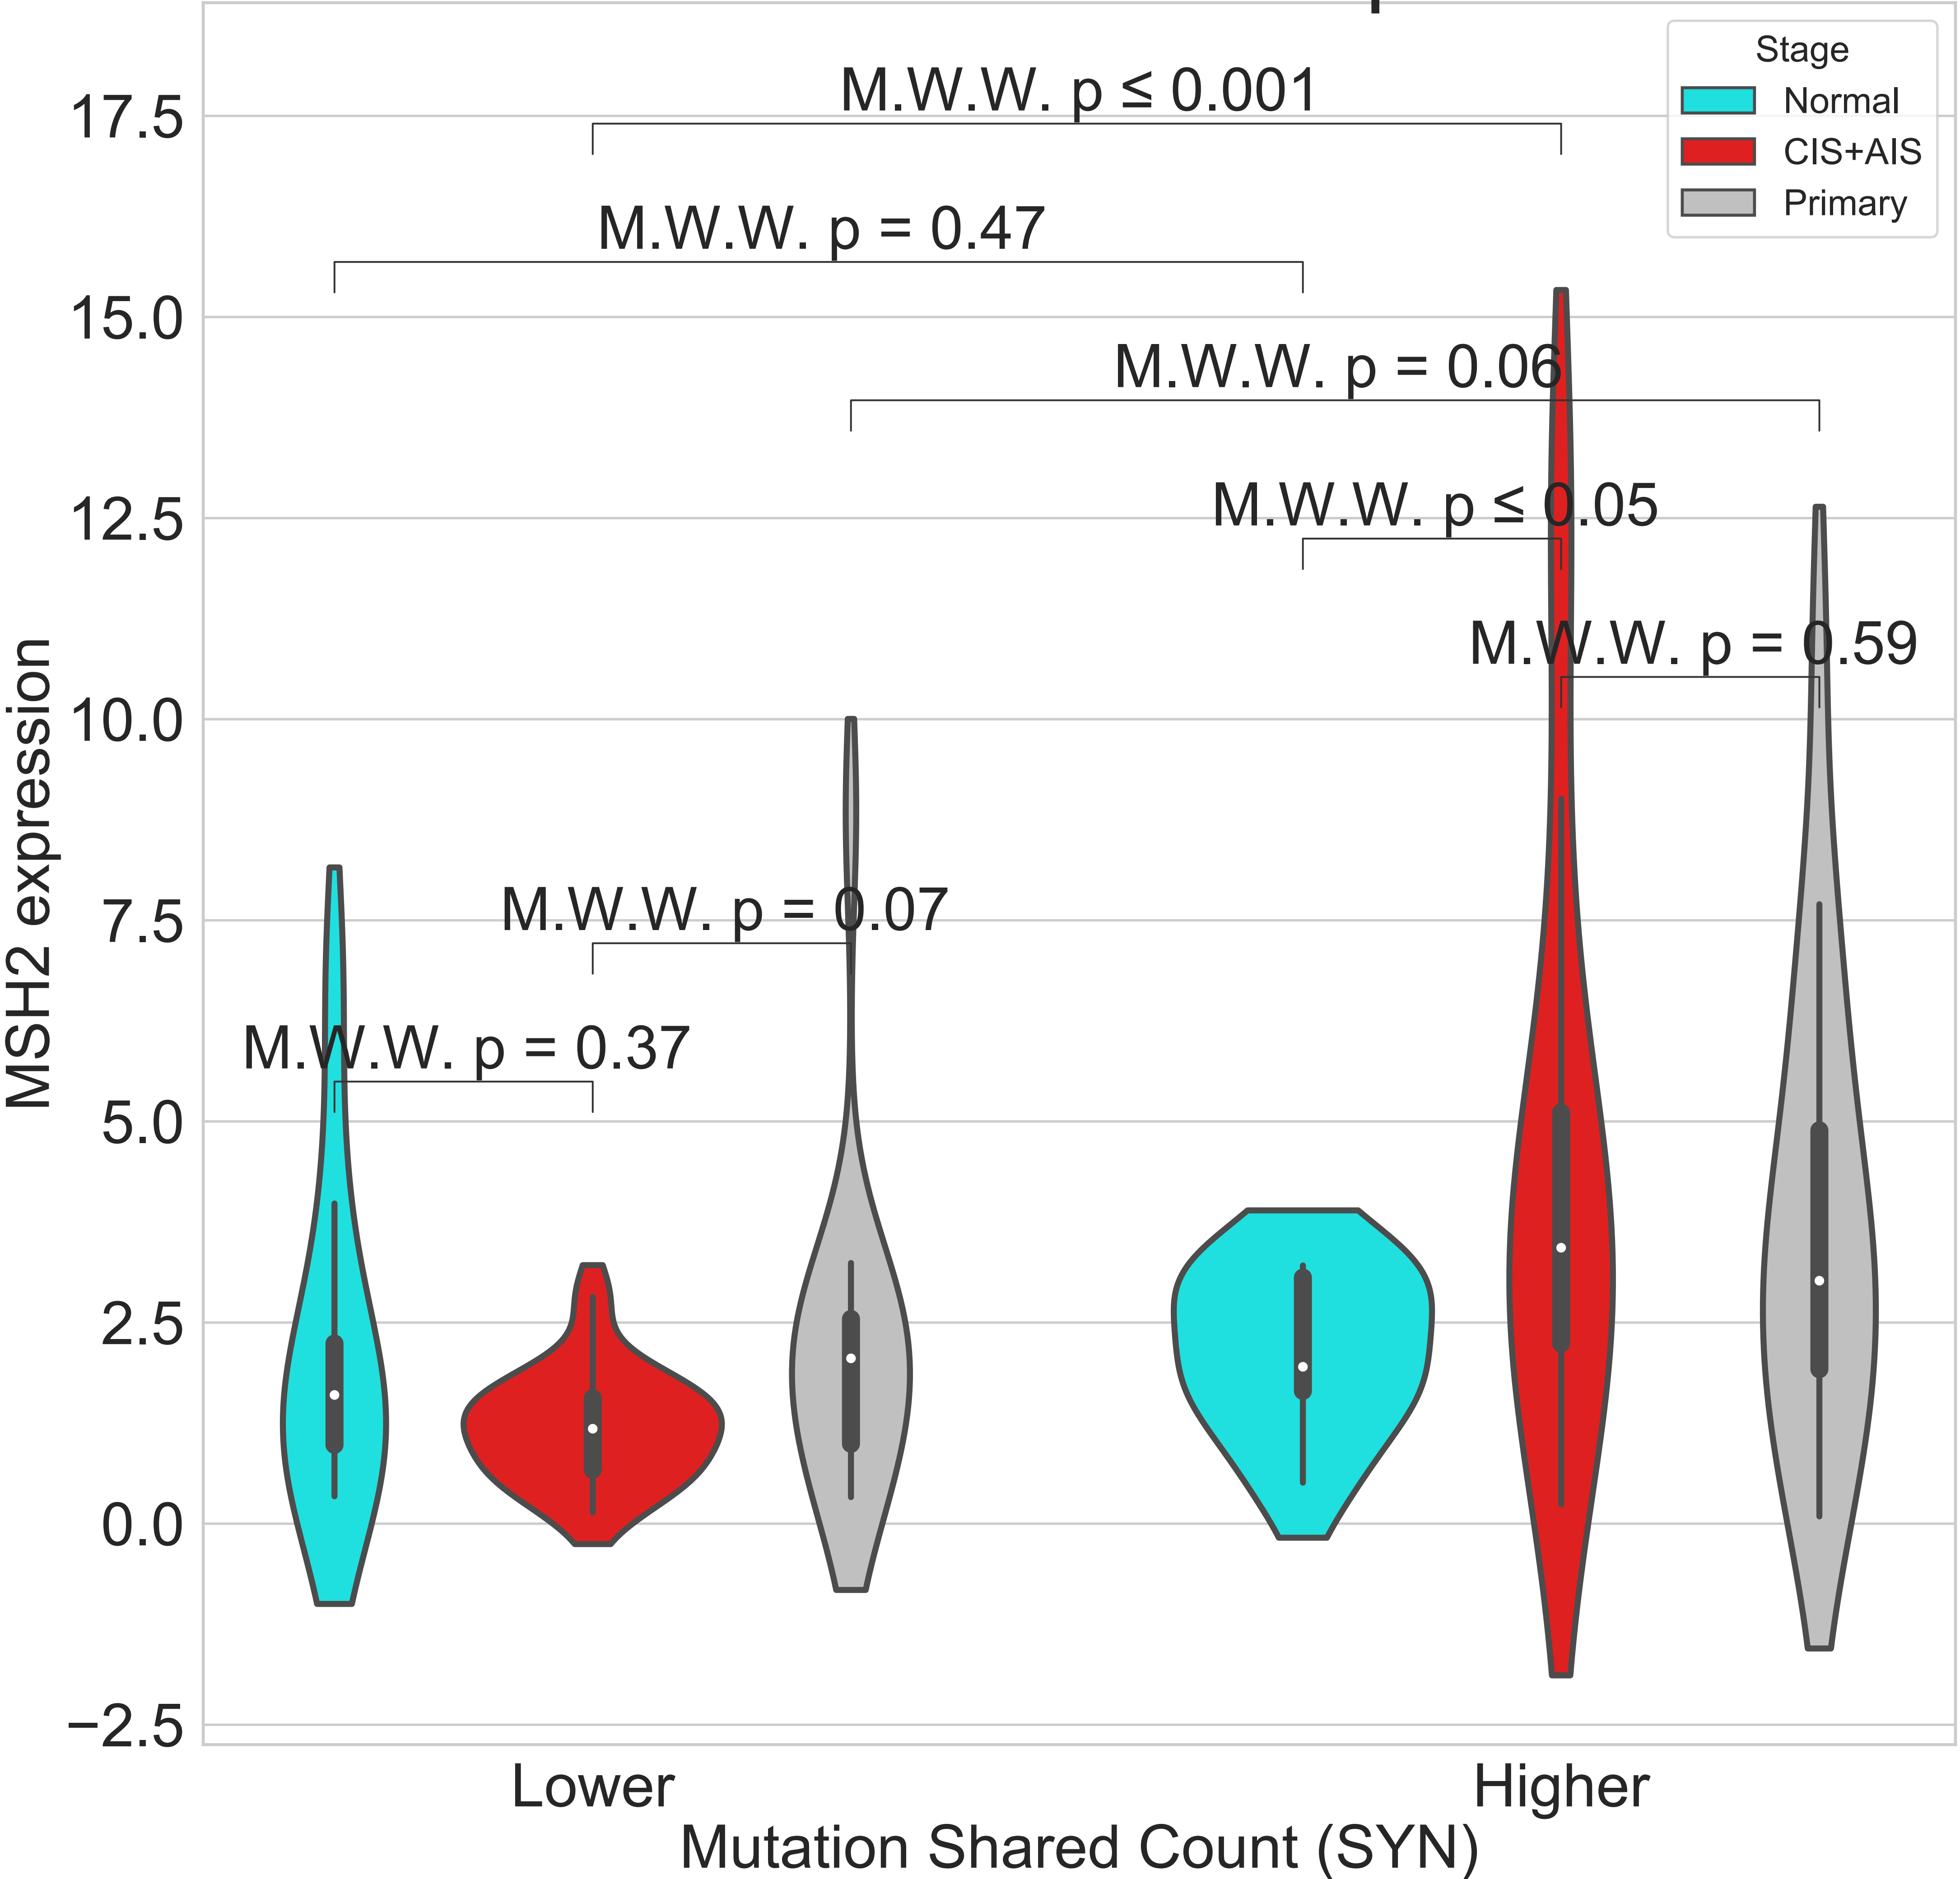 Stage
Normal
CIS+AIS
Primary
M.W.W. p ≤ 0.001
M.W.W. p = 0.47
M.W.W. p = 0.06
M.W.W. p ≤ 0.05
M.W.W. p = 0.59
M.W.W. p = 0.07
M.W.W. p = 0.37
17.5
15.0
12.5
10.0
7.5
5.0
2.5
0.0
−2.5
MSH2 expression
Lower
Higher
Mutation Shared Count (SYN)